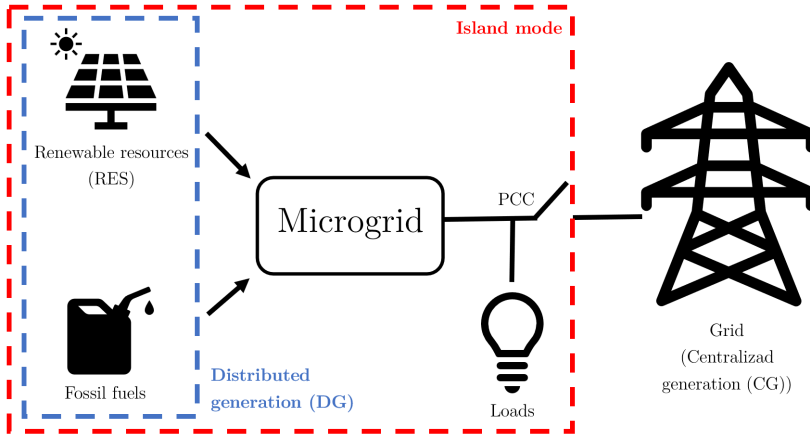 Island mode
Renewable resources
(RES)
PCC
Microgrid
Grid
(Centralizad
generation (CG))
Distributed
generation (DG)
Fossil fuels
Loads